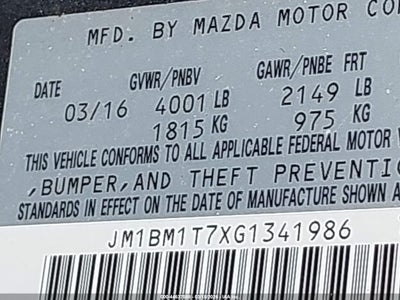 MFD. BY MAZDA MOTOR CO
DATE GVWR/PNBV GAWR/PNBE FRT
03/16 4001 LB 2149 LB
1815 KG 975 KG
THIS VEHICLE CONFORMS TO ALL APPLICABLE FEDERAL MOTOR
, BUMPER, AND THEFT PREVENTIO
STANDARDS IN EFFECT ON THE DATE OF MANUFACTURE SHOWN A
JM1BM1T7XG1341986